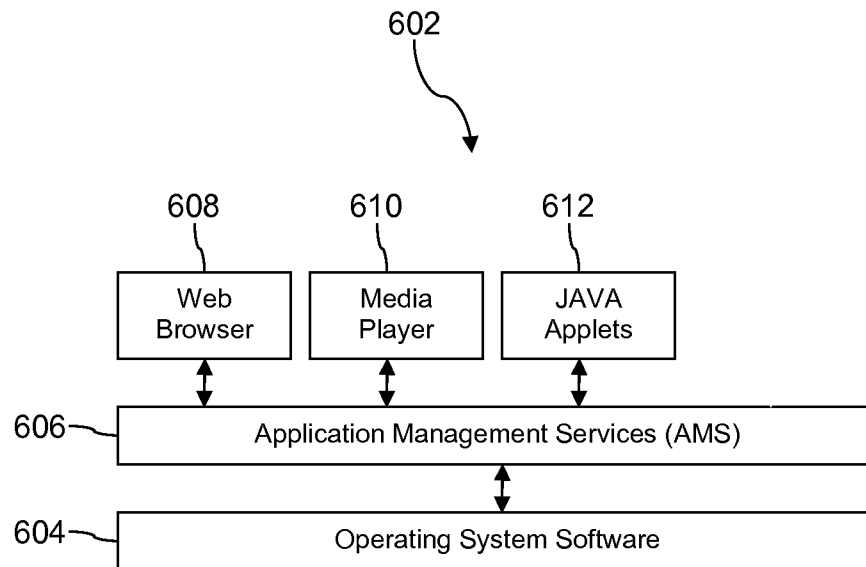 602
608
610
612
Web
Browser
Media
Player
JAVA
Applets
606
Application Management Services (AMS)
604
Operating System Software